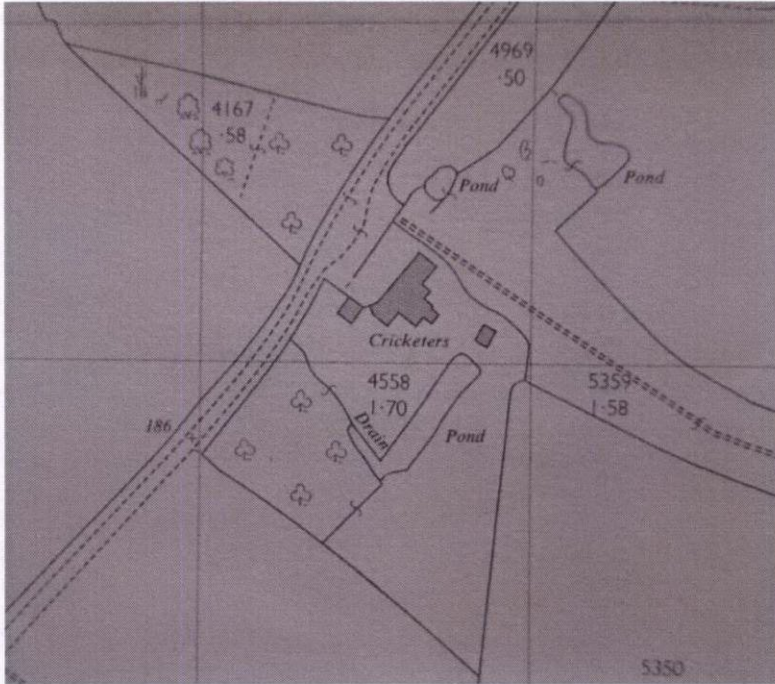 4969
·50
4167
·58
Pond
Pond
Cricketers
4558
1·70
5359
1·58
186
Drain
Pond
5350